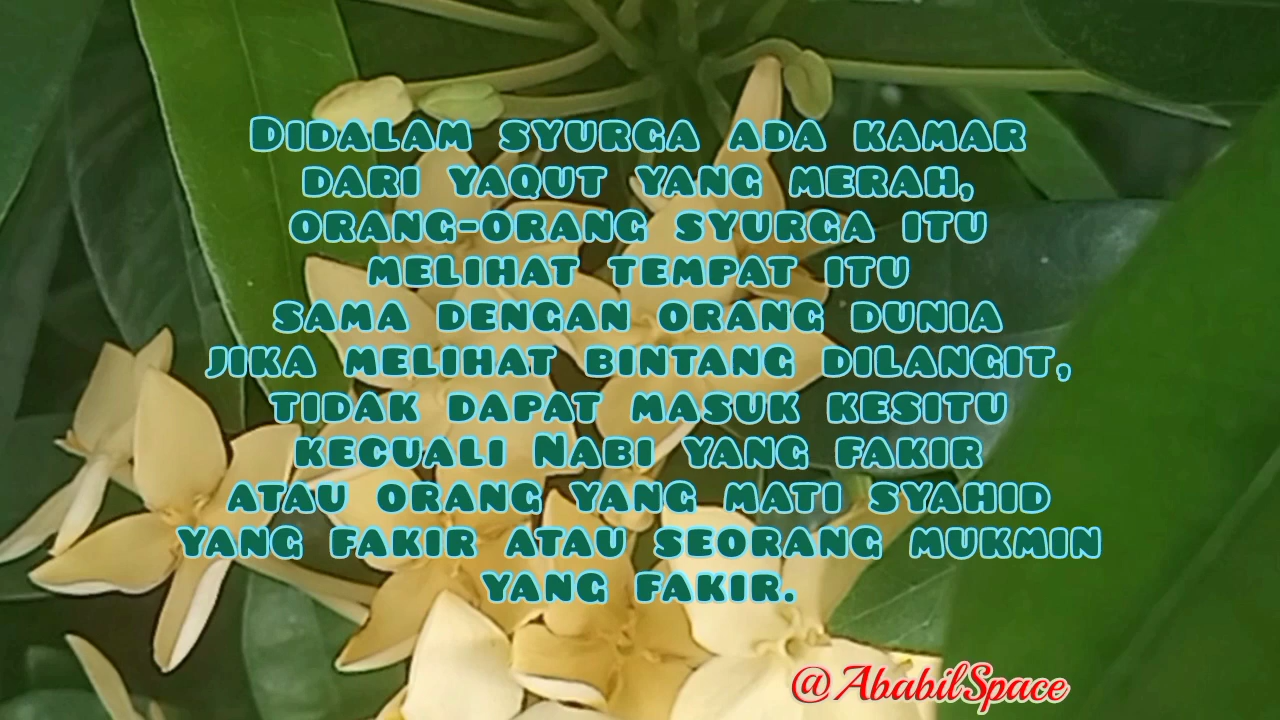 Didalam syurga ada kamar
dari yaqut yang merah,
orang-orang syurga itu
melihat tempat itu
sama dengan orang dunia
jika melihat bintang dilangit,
tidak dapat masuk kesitu
kecuali Nabi yang fakir
atau orang yang mati syahid
yang fakir atau seorang mukmin
yang fakir.
@AbabilSpace